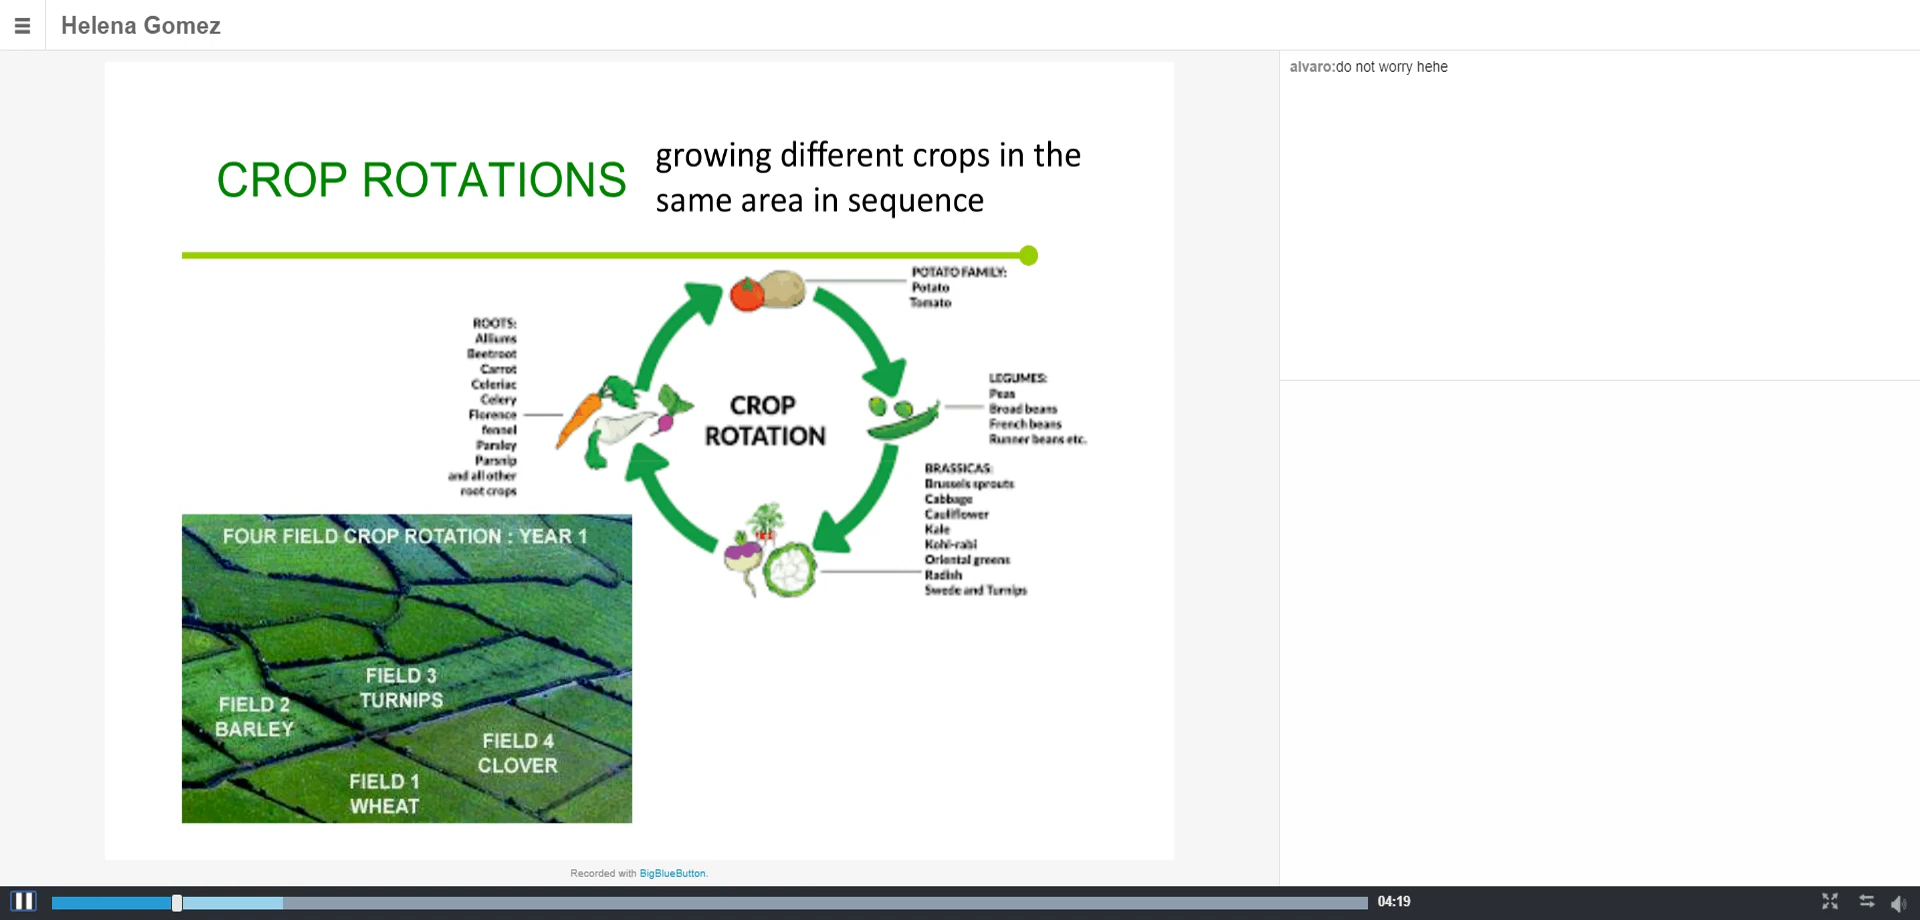 Helena Gomez
alvaro:do not worry hehe
CROP ROTATIONS
growing different crops in the
same area in sequence
POTATO FAMILY:
Potato
Tomato
ROOTS:
Alliums
Beetroot
Carrot
Celeriac
Celery
Florence
fennel
Parsley
Parsnip
and all other
root crops
CROP
ROTATION
LEGUMES:
Peas
Broad beans
French beans
Runner beans etc.
BRASSICAS:
Brussels sprouts
Cabbage
Cauliflower
Kale
Kohl-rabi
Oriental greens
Radish
Swede and Turnips
FOUR FIELD CROP ROTATION : YEAR 1
FIELD 3
TURNIPS
FIELD 2
BARLEY
FIELD 4
CLOVER
FIELD 1
WHEAT
Recorded with BigBlueButton.
04:19